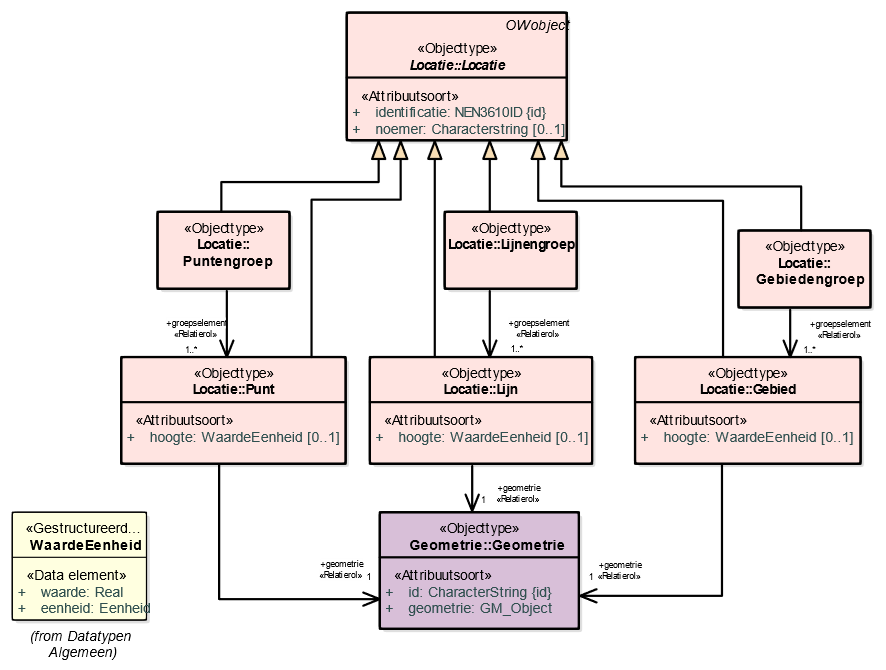 OWobject
«Objecttype»
Locatie::Locatie
«Attribuutsoort»
+ identificatie: NEN3610ID {id}
+ noemer: Characterstring [0..1]
«Objecttype»
Locatie::
Puntengroep
«Objecttype»
Locatie::Lijnengroep
«Objecttype»
Locatie::
Gebiedengroep
+groepselement
«Relatierol»
1..*
+groepselement
«Relatierol»
1..*
+groepselement
«Relatierol»
1..*
«Objecttype»
Locatie::Punt
«Attribuutsoort»
+ hoogte: WaardeEenheid [0..1]
«Objecttype»
Locatie::Lijn
«Attribuutsoort»
+ hoogte: WaardeEenheid [0..1]
«Objecttype»
Locatie::Gebied
«Attribuutsoort»
+ hoogte: WaardeEenheid [0..1]
+geometrie
«Relatierol»
1
+geometrie
«Relatierol»
1
+geometrie
«Relatierol»
1
«Gestructureerd...
WaardeEenheid
«Data element»
+ waarde: Real
+ eenheid: Eenheid
(from Datatypen
Algemeen)
«Objecttype»
Geometrie::Geometrie
«Attribuutsoort»
+ id: CharacterString {id}
+ geometrie: GM_Object